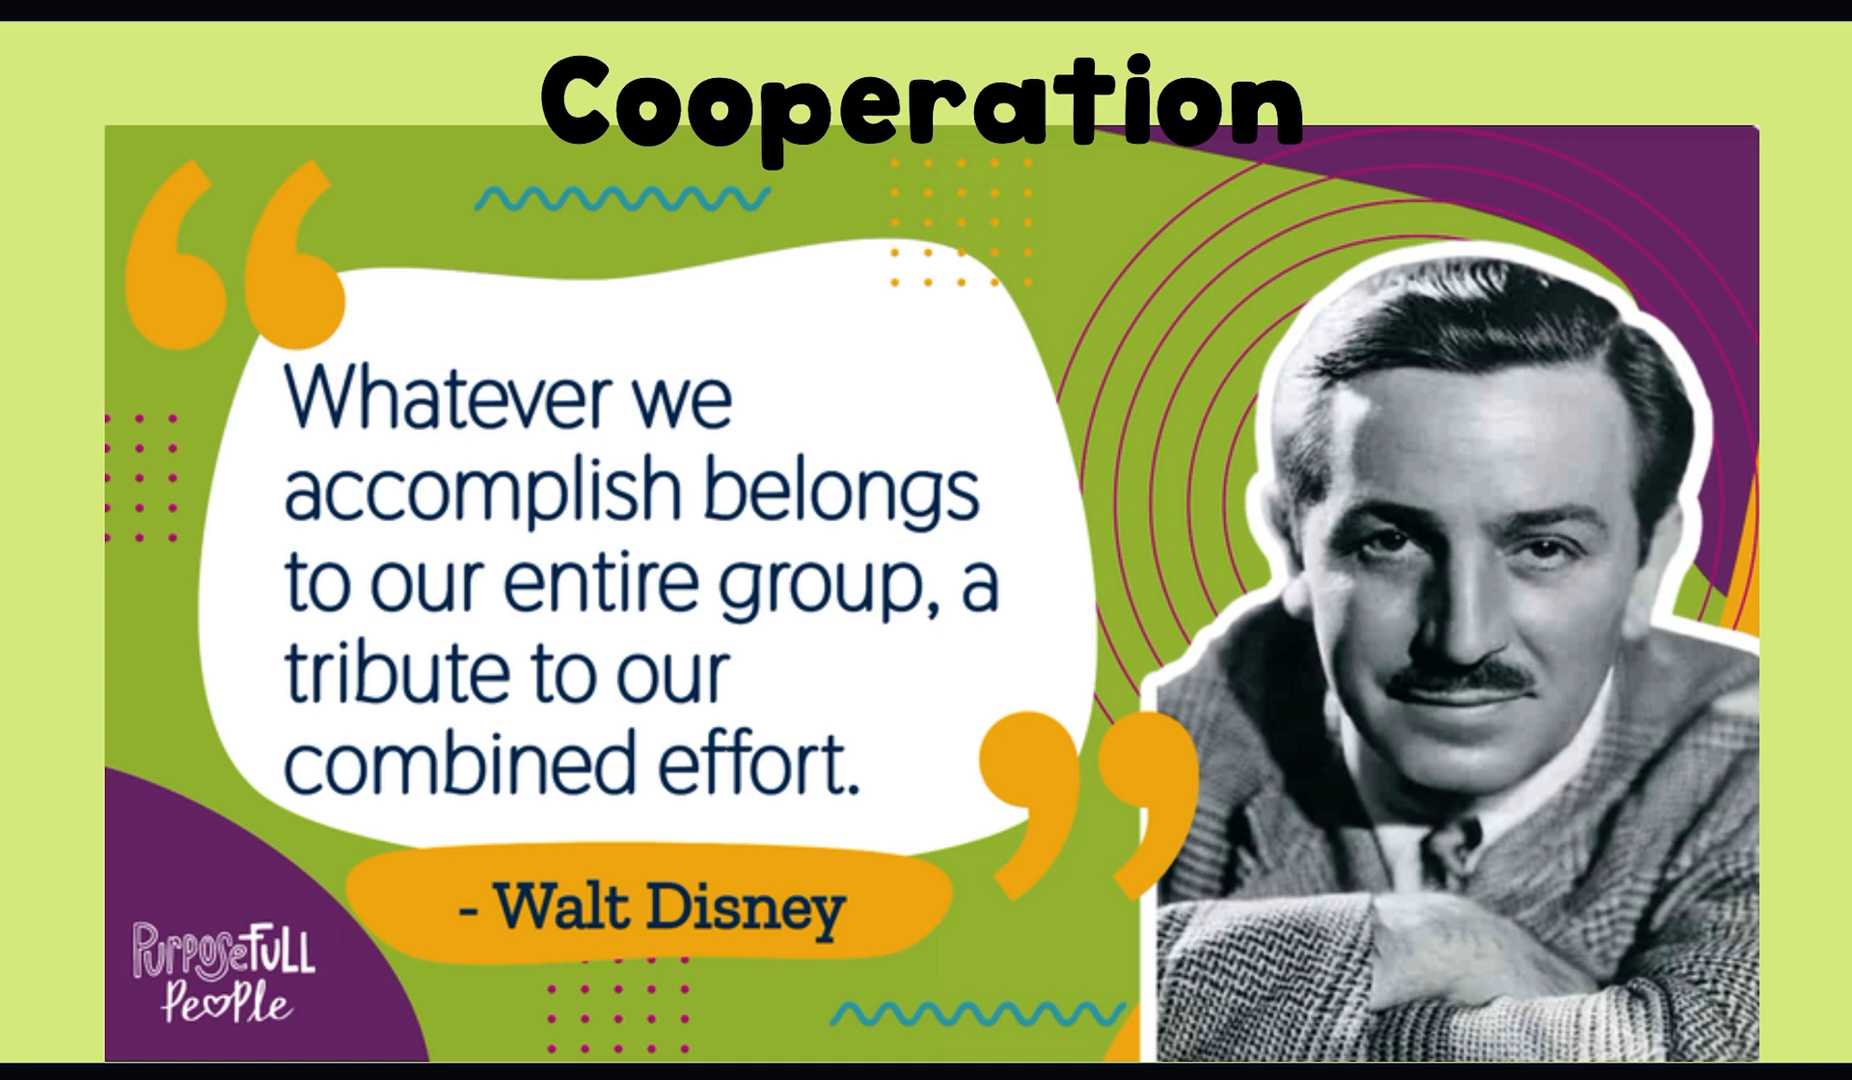 Cooperation
Whatever we
accomplish belongs
to our entire group, a
tribute to our
combined effort.
- Walt Disney
PurposeFULL
People